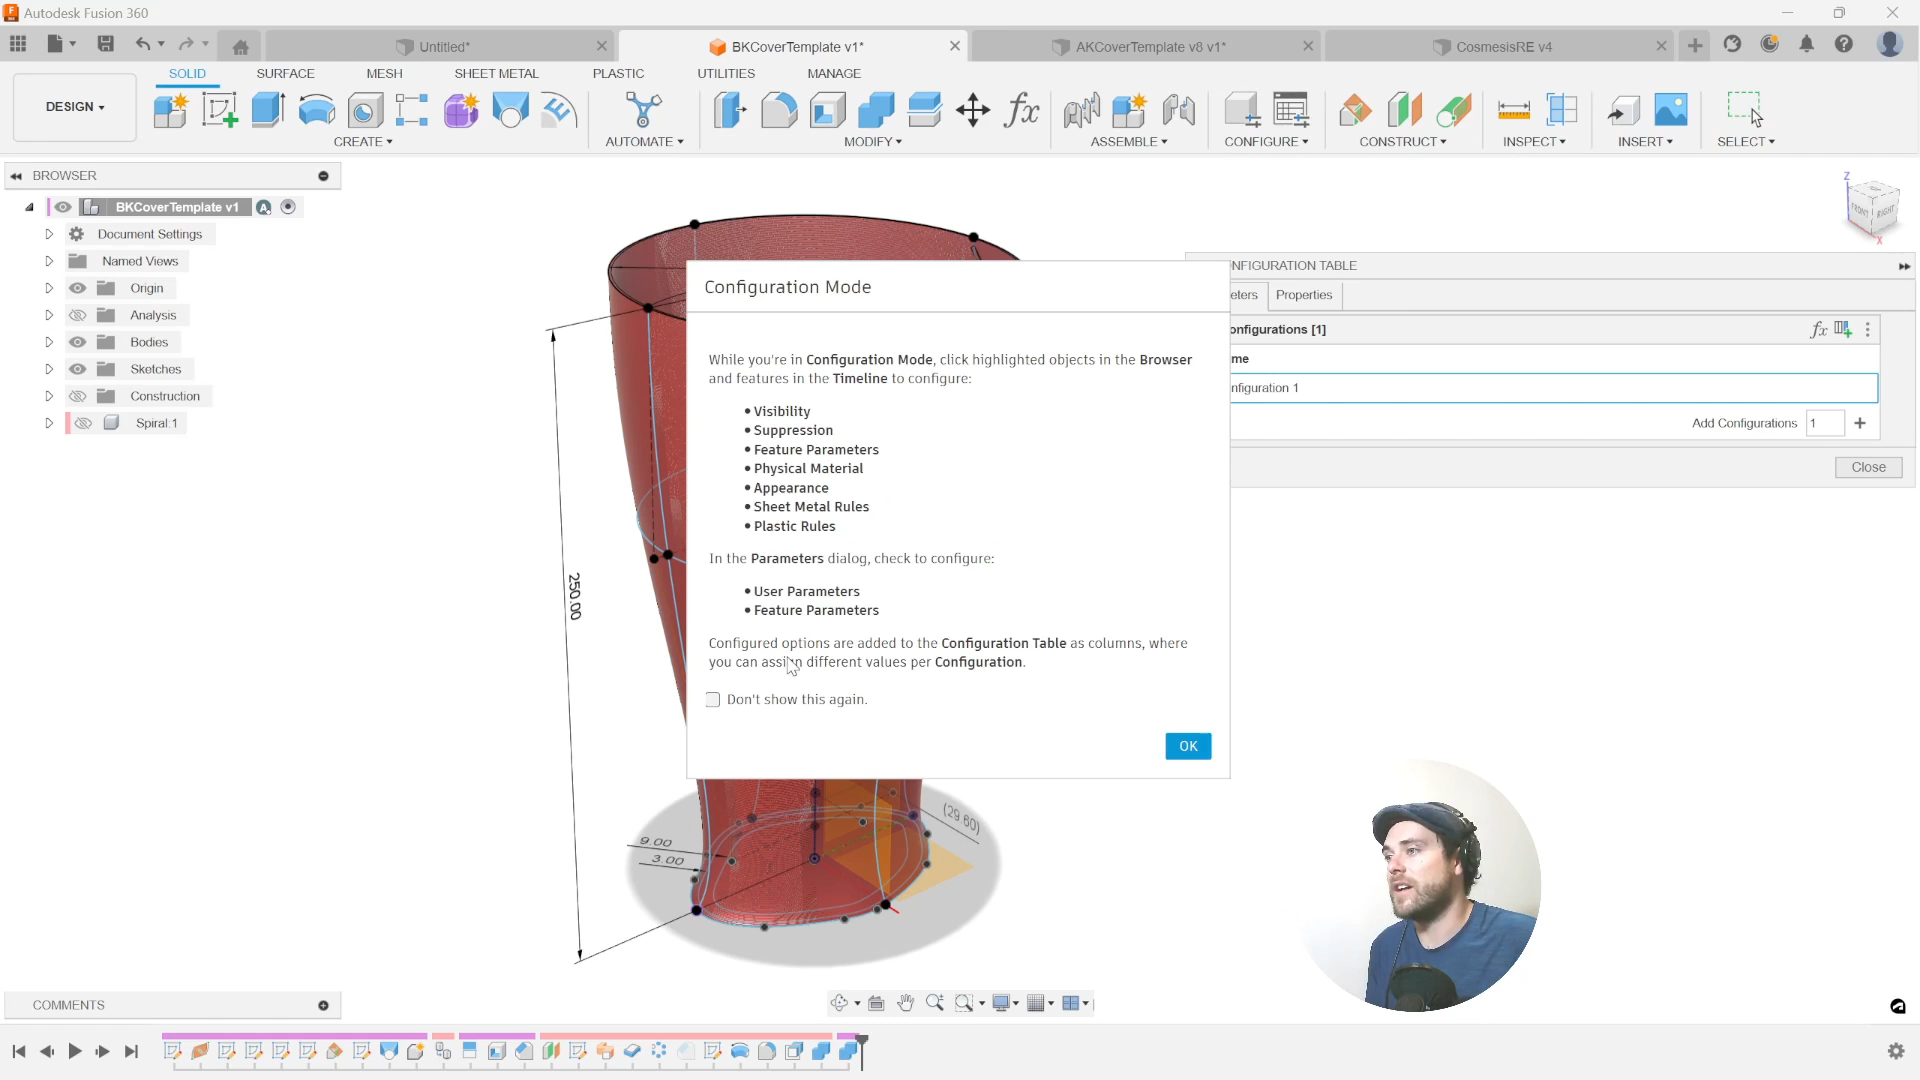 Autodesk Fusion 360
Untitled*
BKCoverTemplate v1*
AKCoverTemplate v8 v1*
CosmesisRE v4
DESIGN
SOLID
SURFACE
MESH
SHEET METAL
PLASTIC
UTILITIES
MANAGE
CREATE
AUTOMATE
MODIFY
ASSEMBLE
CONFIGURE
CONSTRUCT
INSPECT
INSERT
SELECT
BROWSER
BKCoverTemplate v1
Document Settings
Named Views
Origin
Analysis
Bodies
Sketches
Construction
Spiral:1
Z
FRONT
RIGHT
X
NFIGURATION TABLE
eters
Properties
onfigurations [1]
fx
me
nfiguration 1
Add Configurations 1 +
Close
Configuration Mode
While you're in Configuration Mode, click highlighted objects in the Browser
and features in the Timeline to configure:
• Visibility
• Suppression
• Feature Parameters
• Physical Material
• Appearance
• Sheet Metal Rules
• Plastic Rules
In the Parameters dialog, check to configure:
• User Parameters
• Feature Parameters
Configured options are added to the Configuration Table as columns, where
you can assign different values per Configuration.
Don't show this again.
OK
250.00
9.00
3.00
(29.60)
COMMENTS